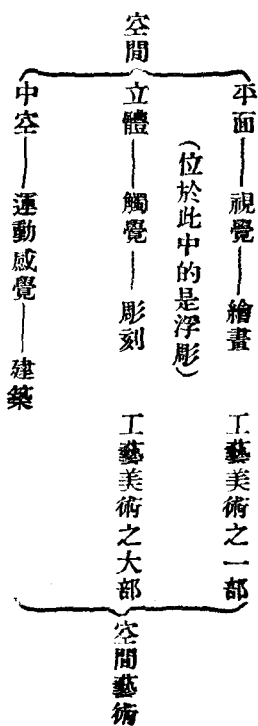 空間
平面——視覺——繪畫　工藝美術之一部
（位於此中的是浮彫）
立體——觸覺——彫刻　工藝美術之大部
中空——運動感覺——建築
空間藝術